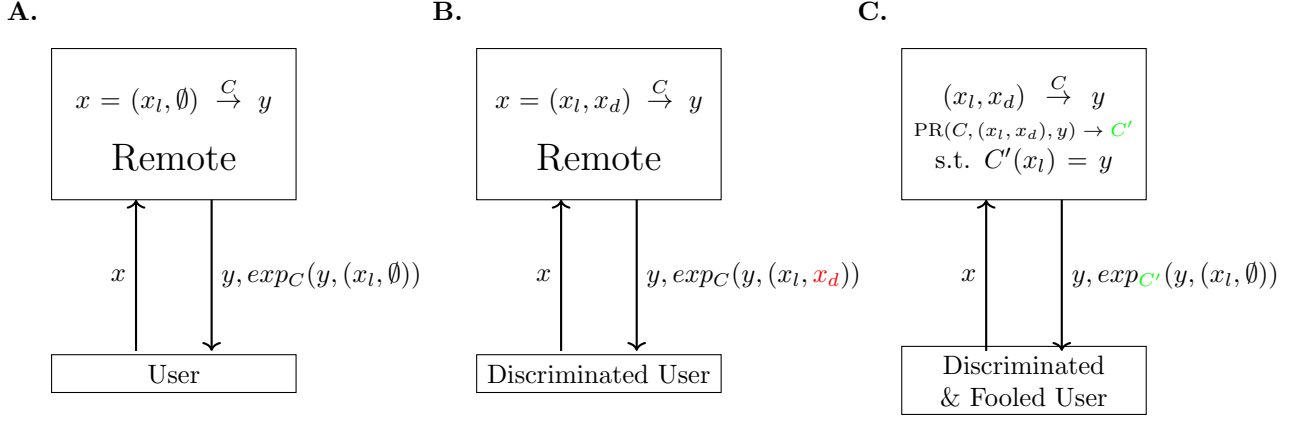 A.
x = (x_l, ∅) →^C y
Remote
x
y, exp_C(y, (x_l, ∅))
User
B.
x = (x_l, x_d) →^C y
Remote
x
y, exp_C(y, (x_l, x_d))
Discriminated User
C.
(x_l, x_d) →^C y
PR(C, (x_l, x_d), y) → C′
s.t. C′(x_l) = y
x
y, exp_{C′}(y, (x_l, ∅))
Discriminated
& Fooled User